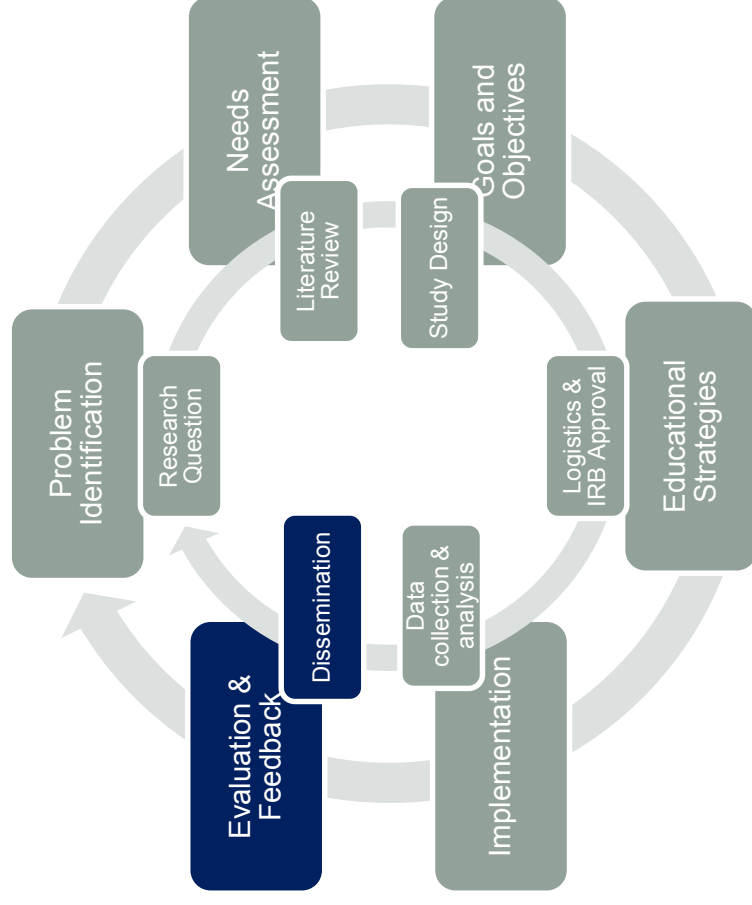 Problem
Identification
Research
Question
Needs
Assessment
Literature
Review
Goals and
Objectives
Study Design
Educational
Strategies
Logistics &
IRB Approval
Implementation
Data
collection &
analysis
Evaluation &
Feedback
Dissemination